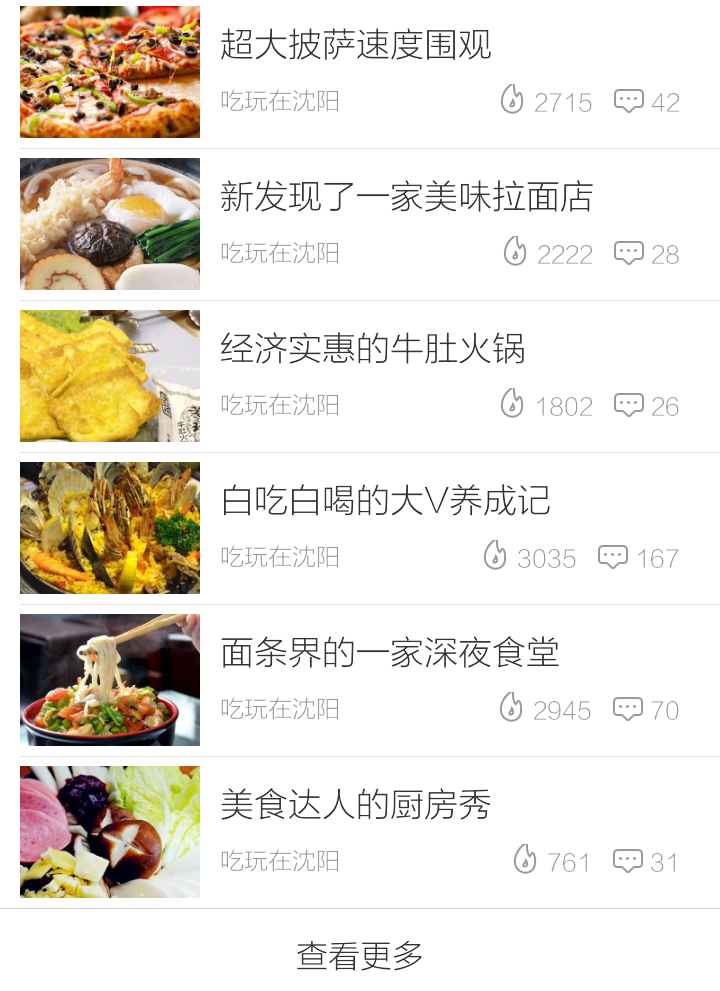 超大披萨速度围观
吃玩在沈阳 2715 42
新发现了一家美味拉面店
吃玩在沈阳 2222 28
经济实惠的牛肚火锅
吃玩在沈阳 1802 26
白吃白喝的大V养成记
吃玩在沈阳 3035 167
面条界的一家深夜食堂
吃玩在沈阳 2945 70
美食达人的厨房秀
吃玩在沈阳 761 31
查看更多